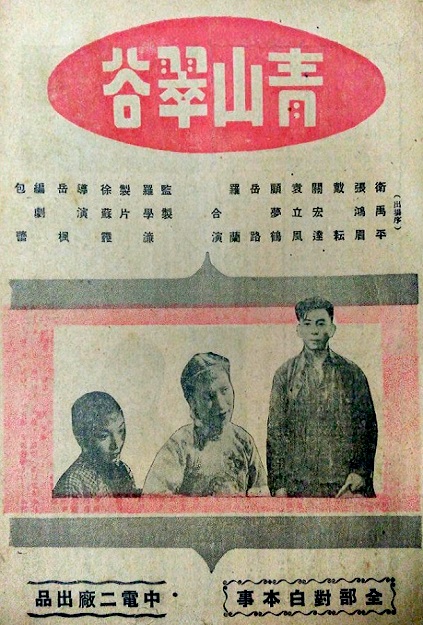 青山翠谷
衛禹平
(出場序)
張鴻眉
戴耘
關宏達
袁立風
顧夢鶴
岳路
羅蘭
合演
監製
羅學濂
製片
徐蘇靈
導演
岳楓
編劇
包蕾
全部對白本事
中電二廠出品